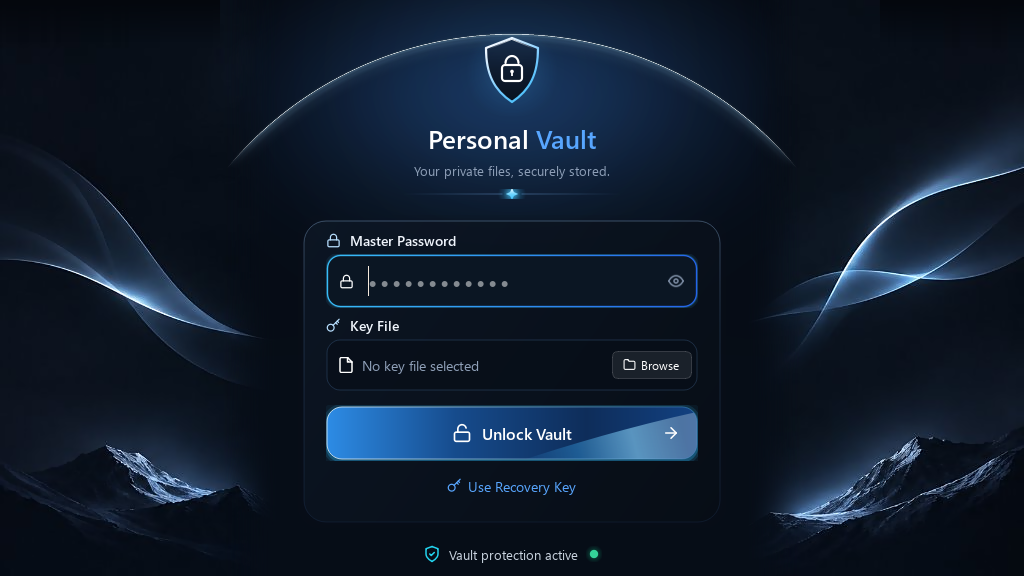 Personal Vault
Your private files, securely stored.
Master Password
●●●●●●●●●●●●
Key File
No key file selected
Browse
Unlock Vault
Use Recovery Key
Vault protection active